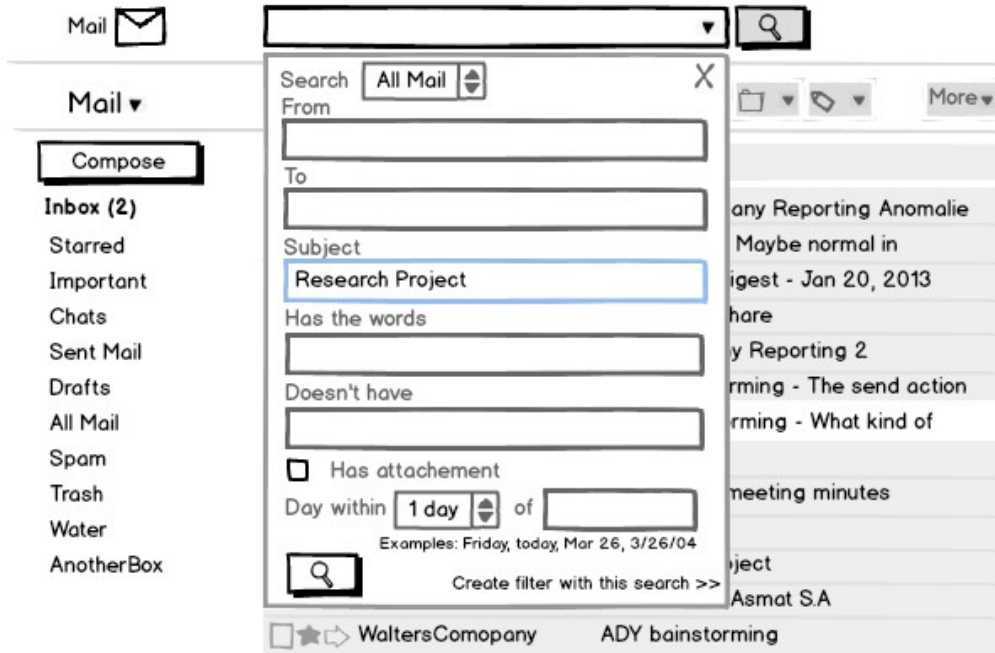 Mail
Search All Mail X
From
Mail
More
Compose
To
Inbox (2)
any Reporting Anomalie
Starred
Subject
Maybe normal in
Important
Research Project
igest - Jan 20, 2013
Chats
Has the words
hare
Sent Mail
y Reporting 2
Drafts
Doesn't have
rming - The send action
All Mail
rming - What kind of
Spam
Has attachement
Trash
Day within 1 day of
meeting minutes
Water
Examples: Friday, today, Mar 26, 3/26/04
AnotherBox
ject
Create filter with this search >>
Asmat S.A
WaltersComopany ADY bainstorming